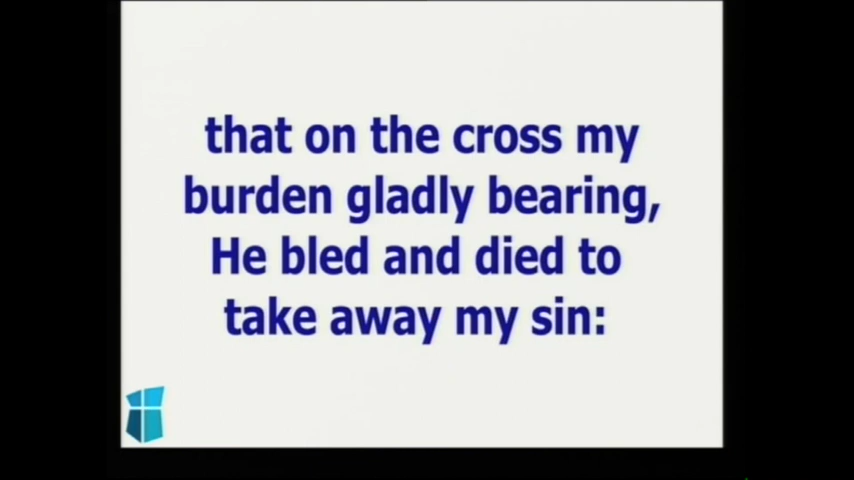 that on the cross my
burden gladly bearing,
He bled and died to
take away my sin: